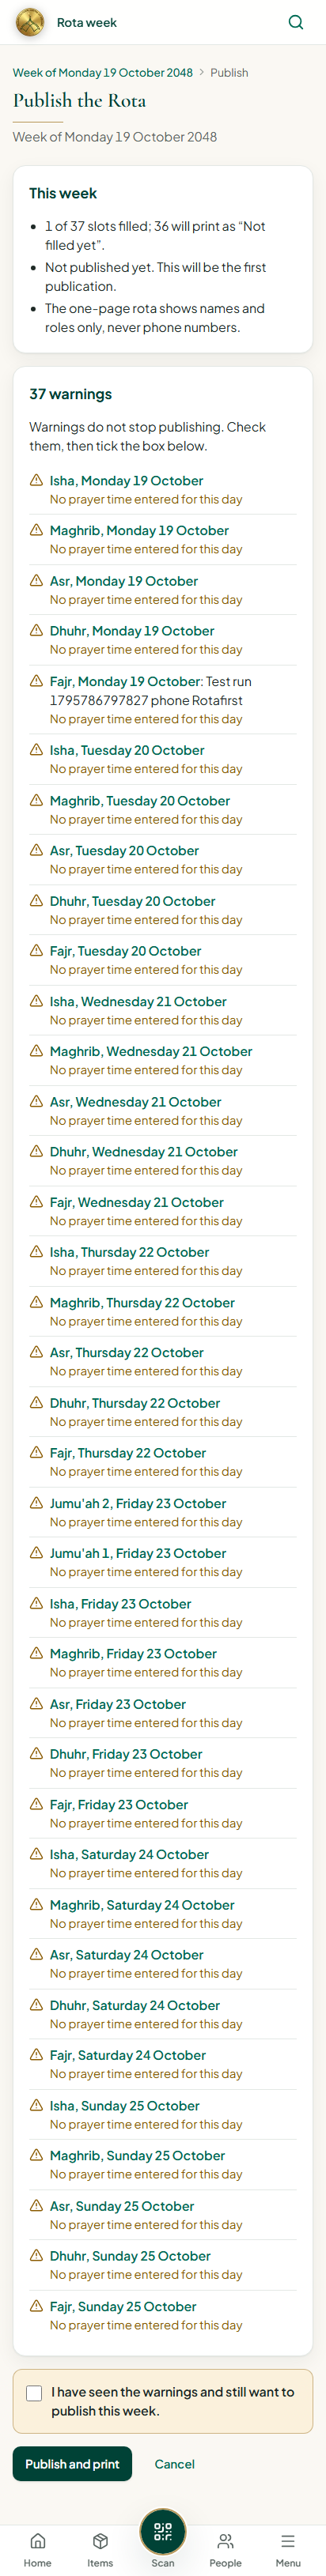 Rota week
Week of Monday 19 October 2048 > Publish
Publish the Rota
Week of Monday 19 October 2048
This week
• 1 of 37 slots filled; 36 will print as “Not
filled yet”.
• Not published yet. This will be the first
publication.
• The one-page rota shows names and
roles only, never phone numbers.
37 warnings
Warnings do not stop publishing. Check
them, then tick the box below.
Isha, Monday 19 October
No prayer time entered for this day
Maghrib, Monday 19 October
No prayer time entered for this day
Asr, Monday 19 October
No prayer time entered for this day
Dhuhr, Monday 19 October
No prayer time entered for this day
Fajr, Monday 19 October: Test run
1795786797827 phone Rotafirst
No prayer time entered for this day
Isha, Tuesday 20 October
No prayer time entered for this day
Maghrib, Tuesday 20 October
No prayer time entered for this day
Asr, Tuesday 20 October
No prayer time entered for this day
Dhuhr, Tuesday 20 October
No prayer time entered for this day
Fajr, Tuesday 20 October
No prayer time entered for this day
Isha, Wednesday 21 October
No prayer time entered for this day
Maghrib, Wednesday 21 October
No prayer time entered for this day
Asr, Wednesday 21 October
No prayer time entered for this day
Dhuhr, Wednesday 21 October
No prayer time entered for this day
Fajr, Wednesday 21 October
No prayer time entered for this day
Isha, Thursday 22 October
No prayer time entered for this day
Maghrib, Thursday 22 October
No prayer time entered for this day
Asr, Thursday 22 October
No prayer time entered for this day
Dhuhr, Thursday 22 October
No prayer time entered for this day
Fajr, Thursday 22 October
No prayer time entered for this day
Jumu'ah 2, Friday 23 October
No prayer time entered for this day
Jumu'ah 1, Friday 23 October
No prayer time entered for this day
Isha, Friday 23 October
No prayer time entered for this day
Maghrib, Friday 23 October
No prayer time entered for this day
Asr, Friday 23 October
No prayer time entered for this day
Dhuhr, Friday 23 October
No prayer time entered for this day
Fajr, Friday 23 October
No prayer time entered for this day
Isha, Saturday 24 October
No prayer time entered for this day
Maghrib, Saturday 24 October
No prayer time entered for this day
Asr, Saturday 24 October
No prayer time entered for this day
Dhuhr, Saturday 24 October
No prayer time entered for this day
Fajr, Saturday 24 October
No prayer time entered for this day
Isha, Sunday 25 October
No prayer time entered for this day
Maghrib, Sunday 25 October
No prayer time entered for this day
Asr, Sunday 25 October
No prayer time entered for this day
Dhuhr, Sunday 25 October
No prayer time entered for this day
Fajr, Sunday 25 October
No prayer time entered for this day
I have seen the warnings and still want to
publish this week.
Publish and print Cancel
Home Items Scan People Menu